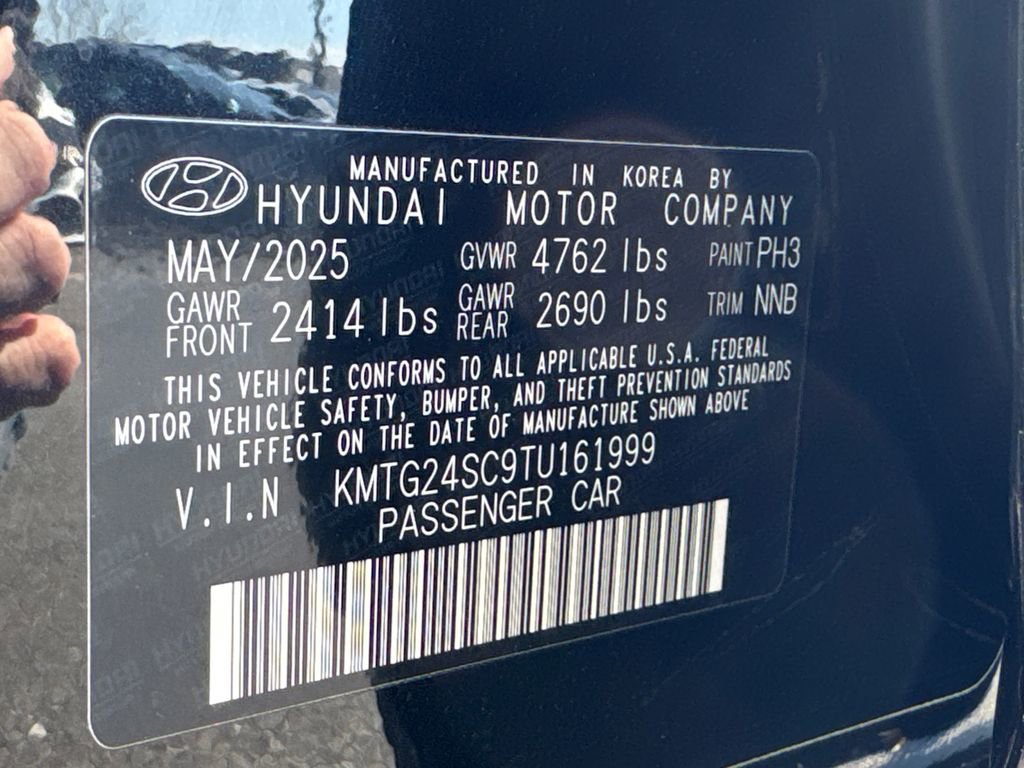 MANUFACTURED IN KOREA BY
HYUNDAI MOTOR COMPANY
MAY/2025 GVWR 4762 lbs PAINT PH3
GAWR FRONT 2414 lbs GAWR REAR 2690 lbs TRIM NNB
THIS VEHICLE CONFORMS TO ALL APPLICABLE U.S.A. FEDERAL
MOTOR VEHICLE SAFETY, BUMPER, AND THEFT PREVENTION STANDARDS
IN EFFECT ON THE DATE OF MANUFACTURE SHOWN ABOVE
V.I.N KMTG24SC9TU161999
PASSENGER CAR